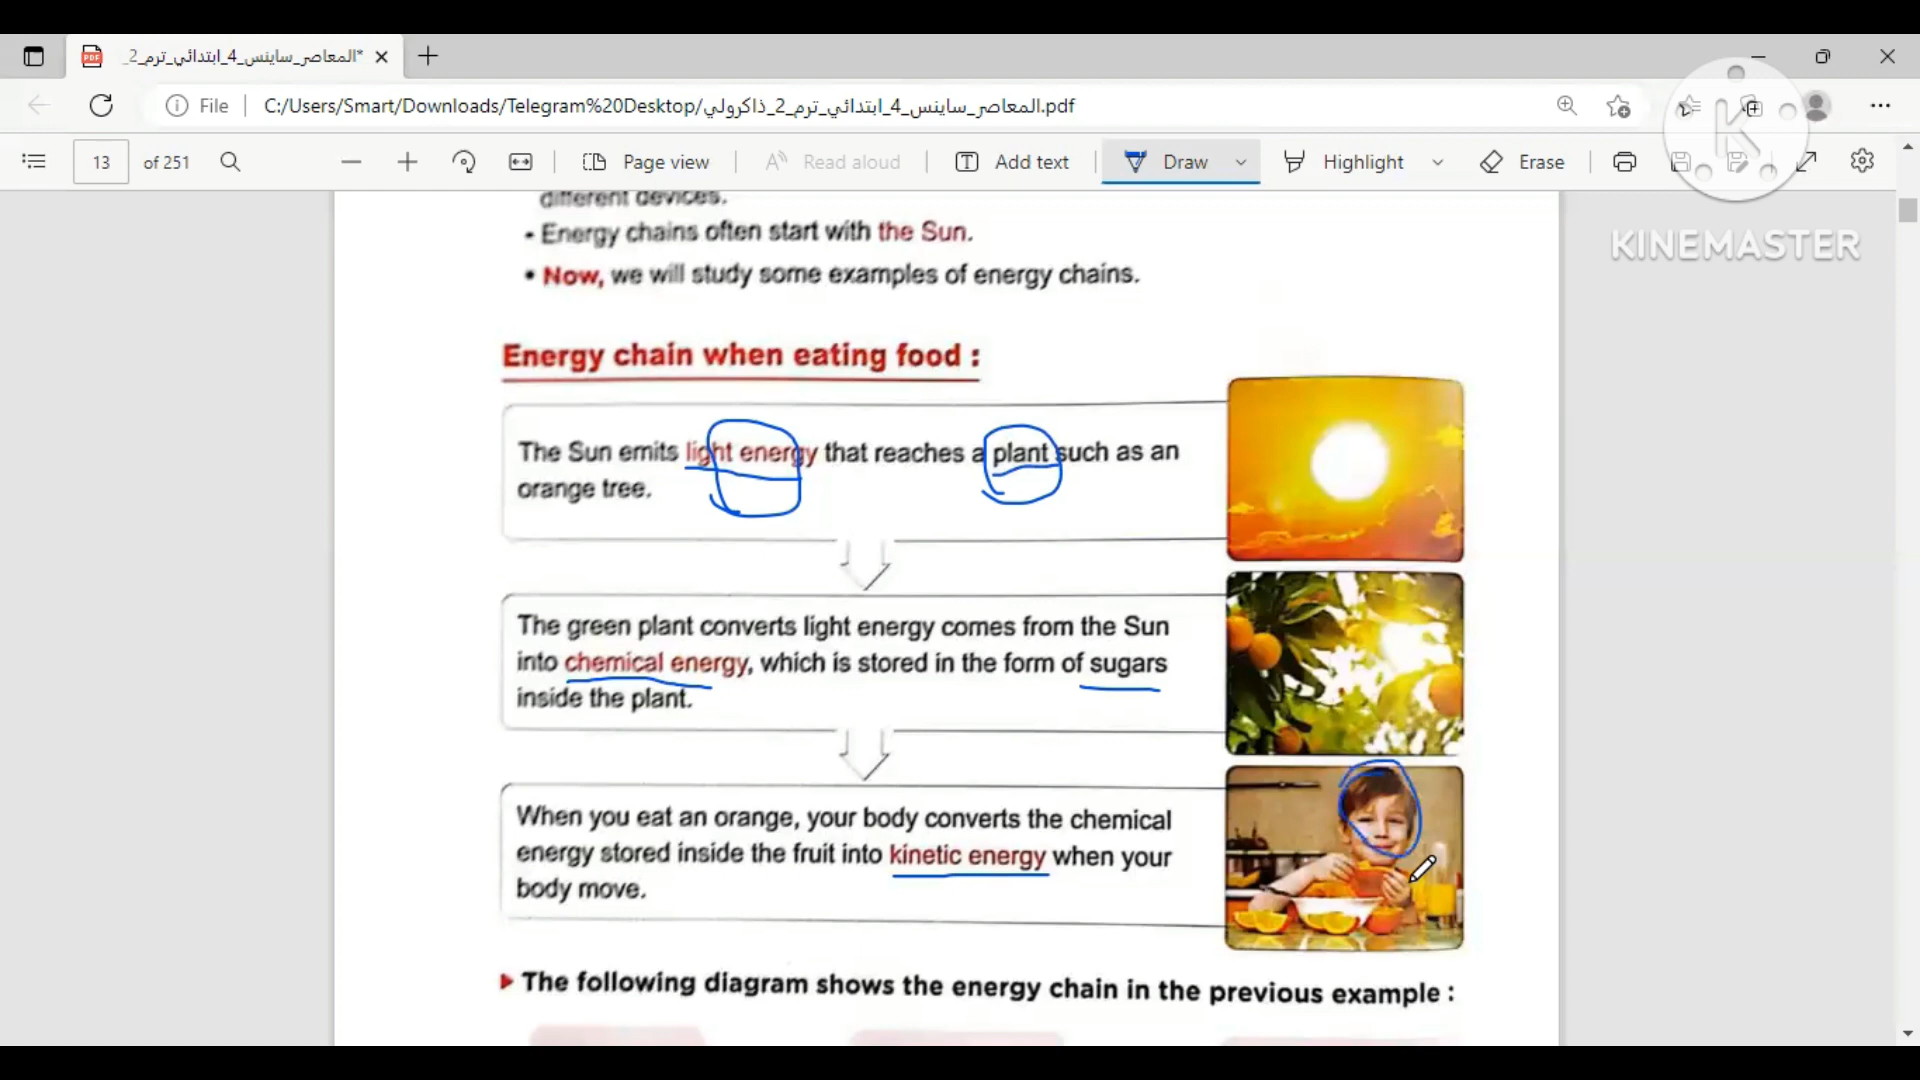 المعاصر_ساينس_4_ابتدائي_ترم_2_*
File
C:/Users/Smart/Downloads/Telegram%20Desktop/المعاصر_ساينس_4_ابتدائي_ترم_2_ذاكرولي.pdf
13 of 251
Page view
Read aloud
Add text
Draw
Highlight
Erase
K
KINEMASTER
different devices.
• Energy chains often start with the Sun.
• Now, we will study some examples of energy chains.
Energy chain when eating food :
The Sun emits light energy that reaches a plant such as an
orange tree.
The green plant converts light energy comes from the Sun
into chemical energy, which is stored in the form of sugars
inside the plant.
When you eat an orange, your body converts the chemical
energy stored inside the fruit into kinetic energy when your
body move.
The following diagram shows the energy chain in the previous example :